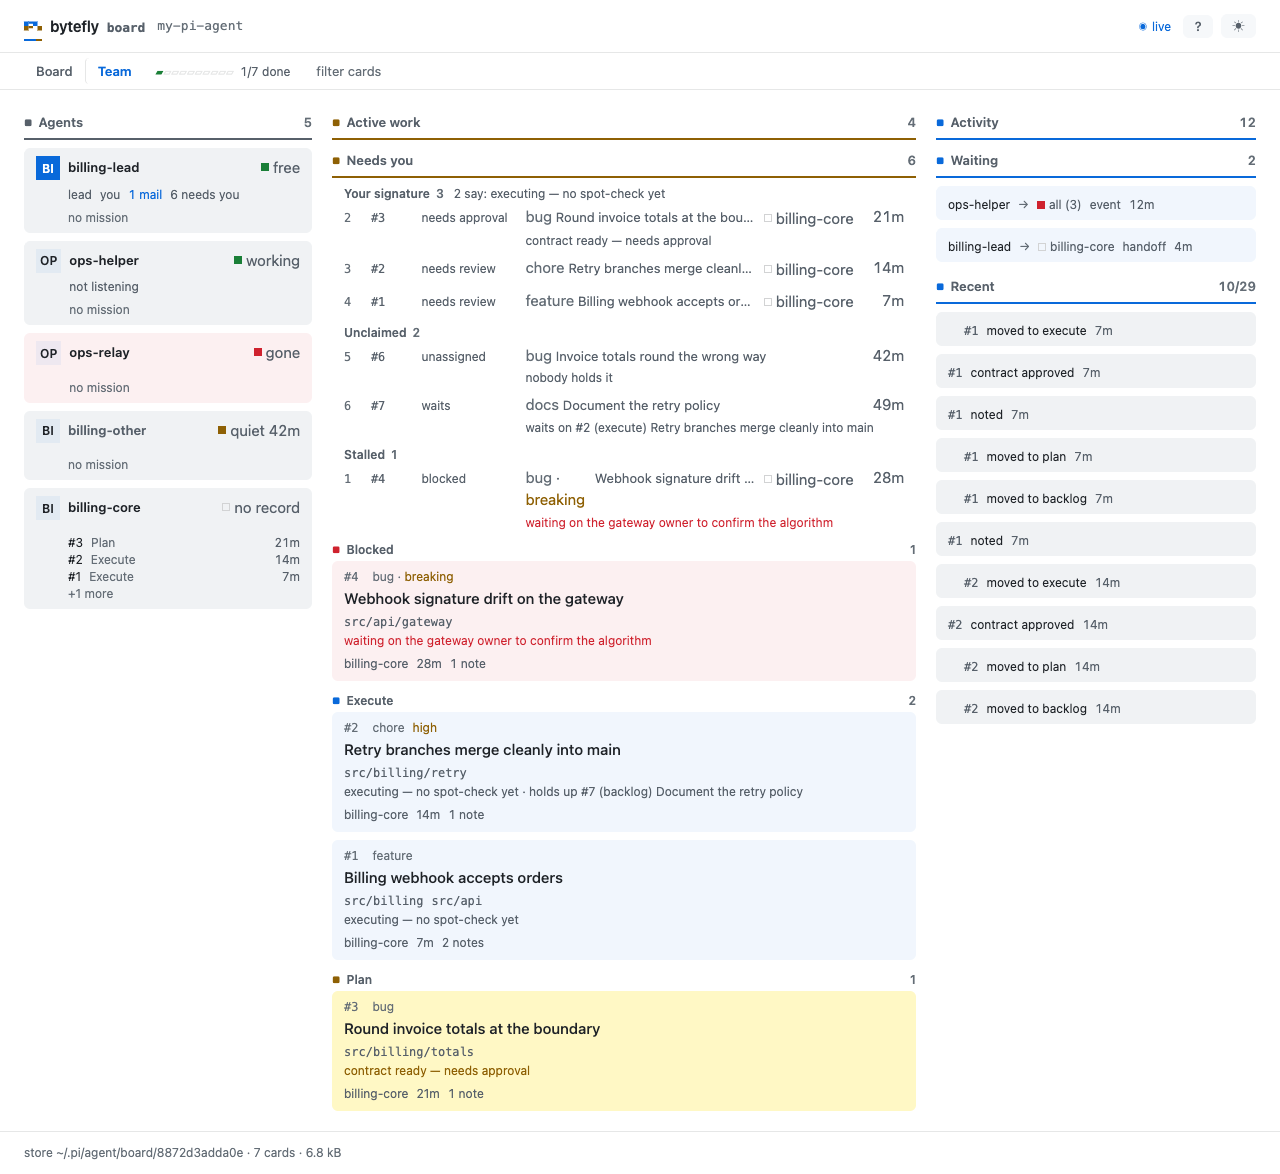 bytefly board my-pi-agent
live ?
Board Team 1/7 done filter cards
Agents 5
BI billing-lead free
lead you 1 mail 6 needs you
no mission
OP ops-helper working
not listening
no mission
OP ops-relay gone
no mission
BI billing-other quiet 42m
no mission
BI billing-core no record
#3 Plan 21m
#2 Execute 14m
#1 Execute 7m
+1 more
Active work 4
Needs you 6
Your signature 3 2 say: executing — no spot-check yet
2 #3 needs approval bug Round invoice totals at the bou... billing-core 21m
contract ready — needs approval
3 #2 needs review chore Retry branches merge cleanl... billing-core 14m
4 #1 needs review feature Billing webhook accepts or... billing-core 7m
Unclaimed 2
5 #6 unassigned bug Invoice totals round the wrong way 42m
nobody holds it
6 #7 waits docs Document the retry policy 49m
waits on #2 (execute) Retry branches merge cleanly into main
Stalled 1
1 #4 blocked bug · Webhook signature drift ... billing-core 28m
breaking
waiting on the gateway owner to confirm the algorithm
Blocked 1
#4 bug · breaking
Webhook signature drift on the gateway
src/api/gateway
waiting on the gateway owner to confirm the algorithm
billing-core 28m 1 note
Execute 2
#2 chore high
Retry branches merge cleanly into main
src/billing/retry
executing — no spot-check yet · holds up #7 (backlog) Document the retry policy
billing-core 14m 1 note
#1 feature
Billing webhook accepts orders
src/billing src/api
executing — no spot-check yet
billing-core 7m 2 notes
Plan 1
#3 bug
Round invoice totals at the boundary
src/billing/totals
contract ready — needs approval
billing-core 21m 1 note
Activity 12
Waiting 2
ops-helper → all (3) event 12m
billing-lead → billing-core handoff 4m
Recent 10/29
#1 moved to execute 7m
#1 contract approved 7m
#1 noted 7m
#1 moved to plan 7m
#1 moved to backlog 7m
#1 noted 7m
#2 moved to execute 14m
#2 contract approved 14m
#2 moved to plan 14m
#2 moved to backlog 14m
store ~/.pi/agent/board/8872d3adda0e · 7 cards · 6.8 kB